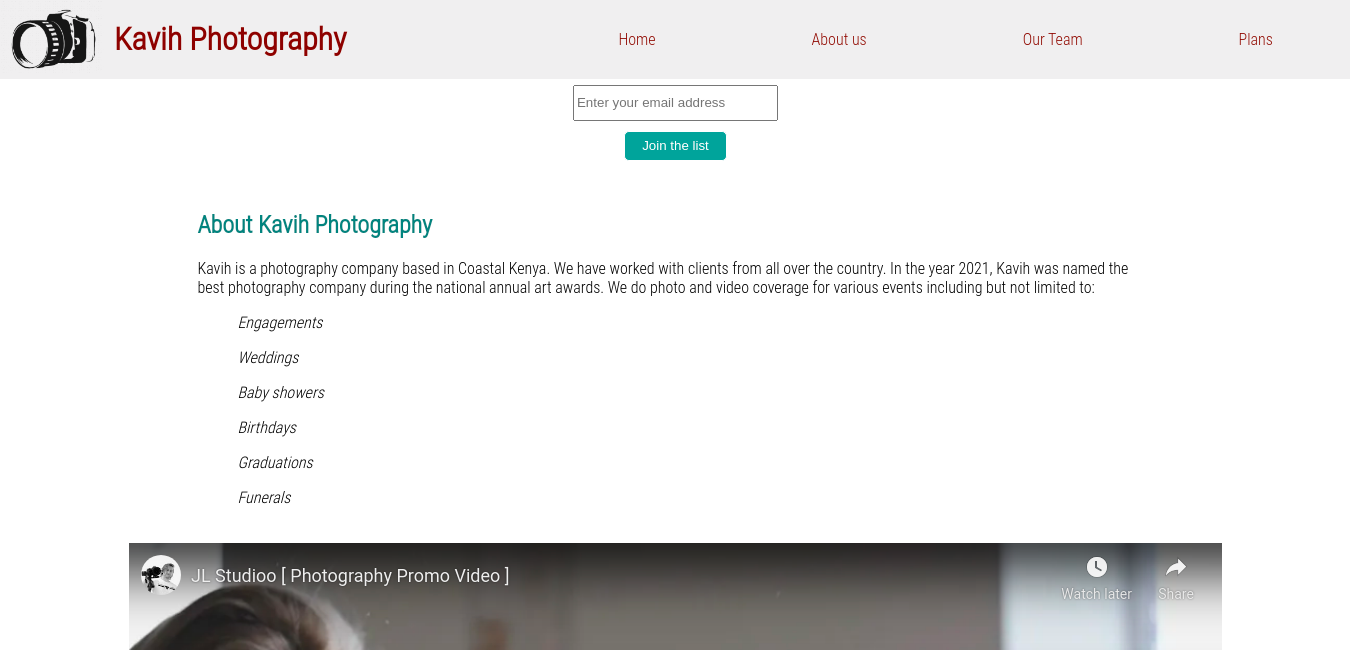 Kavih Photography
Home
About us
Our Team
Plans
Enter your email address
Join the list
About Kavih Photography
Kavih is a photography company based in Coastal Kenya. We have worked with clients from all over the country. In the year 2021, Kavih was named the
best photography company during the national annual art awards. We do photo and video coverage for various events including but not limited to:
Engagements
Weddings
Baby showers
Birthdays
Graduations
Funerals
JL Studioo [ Photography Promo Video ]
Watch later
Share